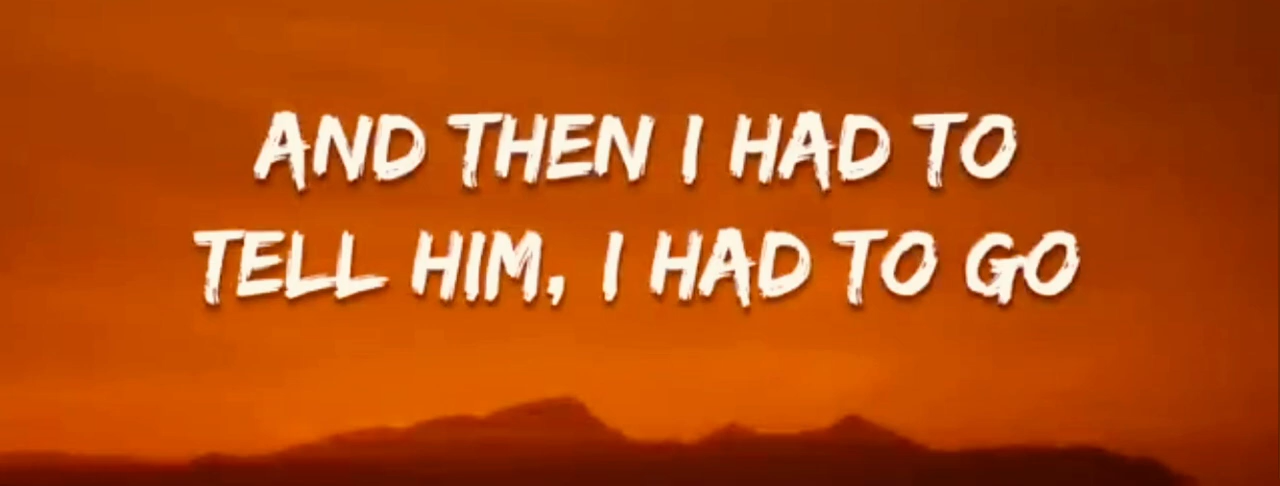 AND THEN I HAD TO
TELL HIM, I HAD TO GO